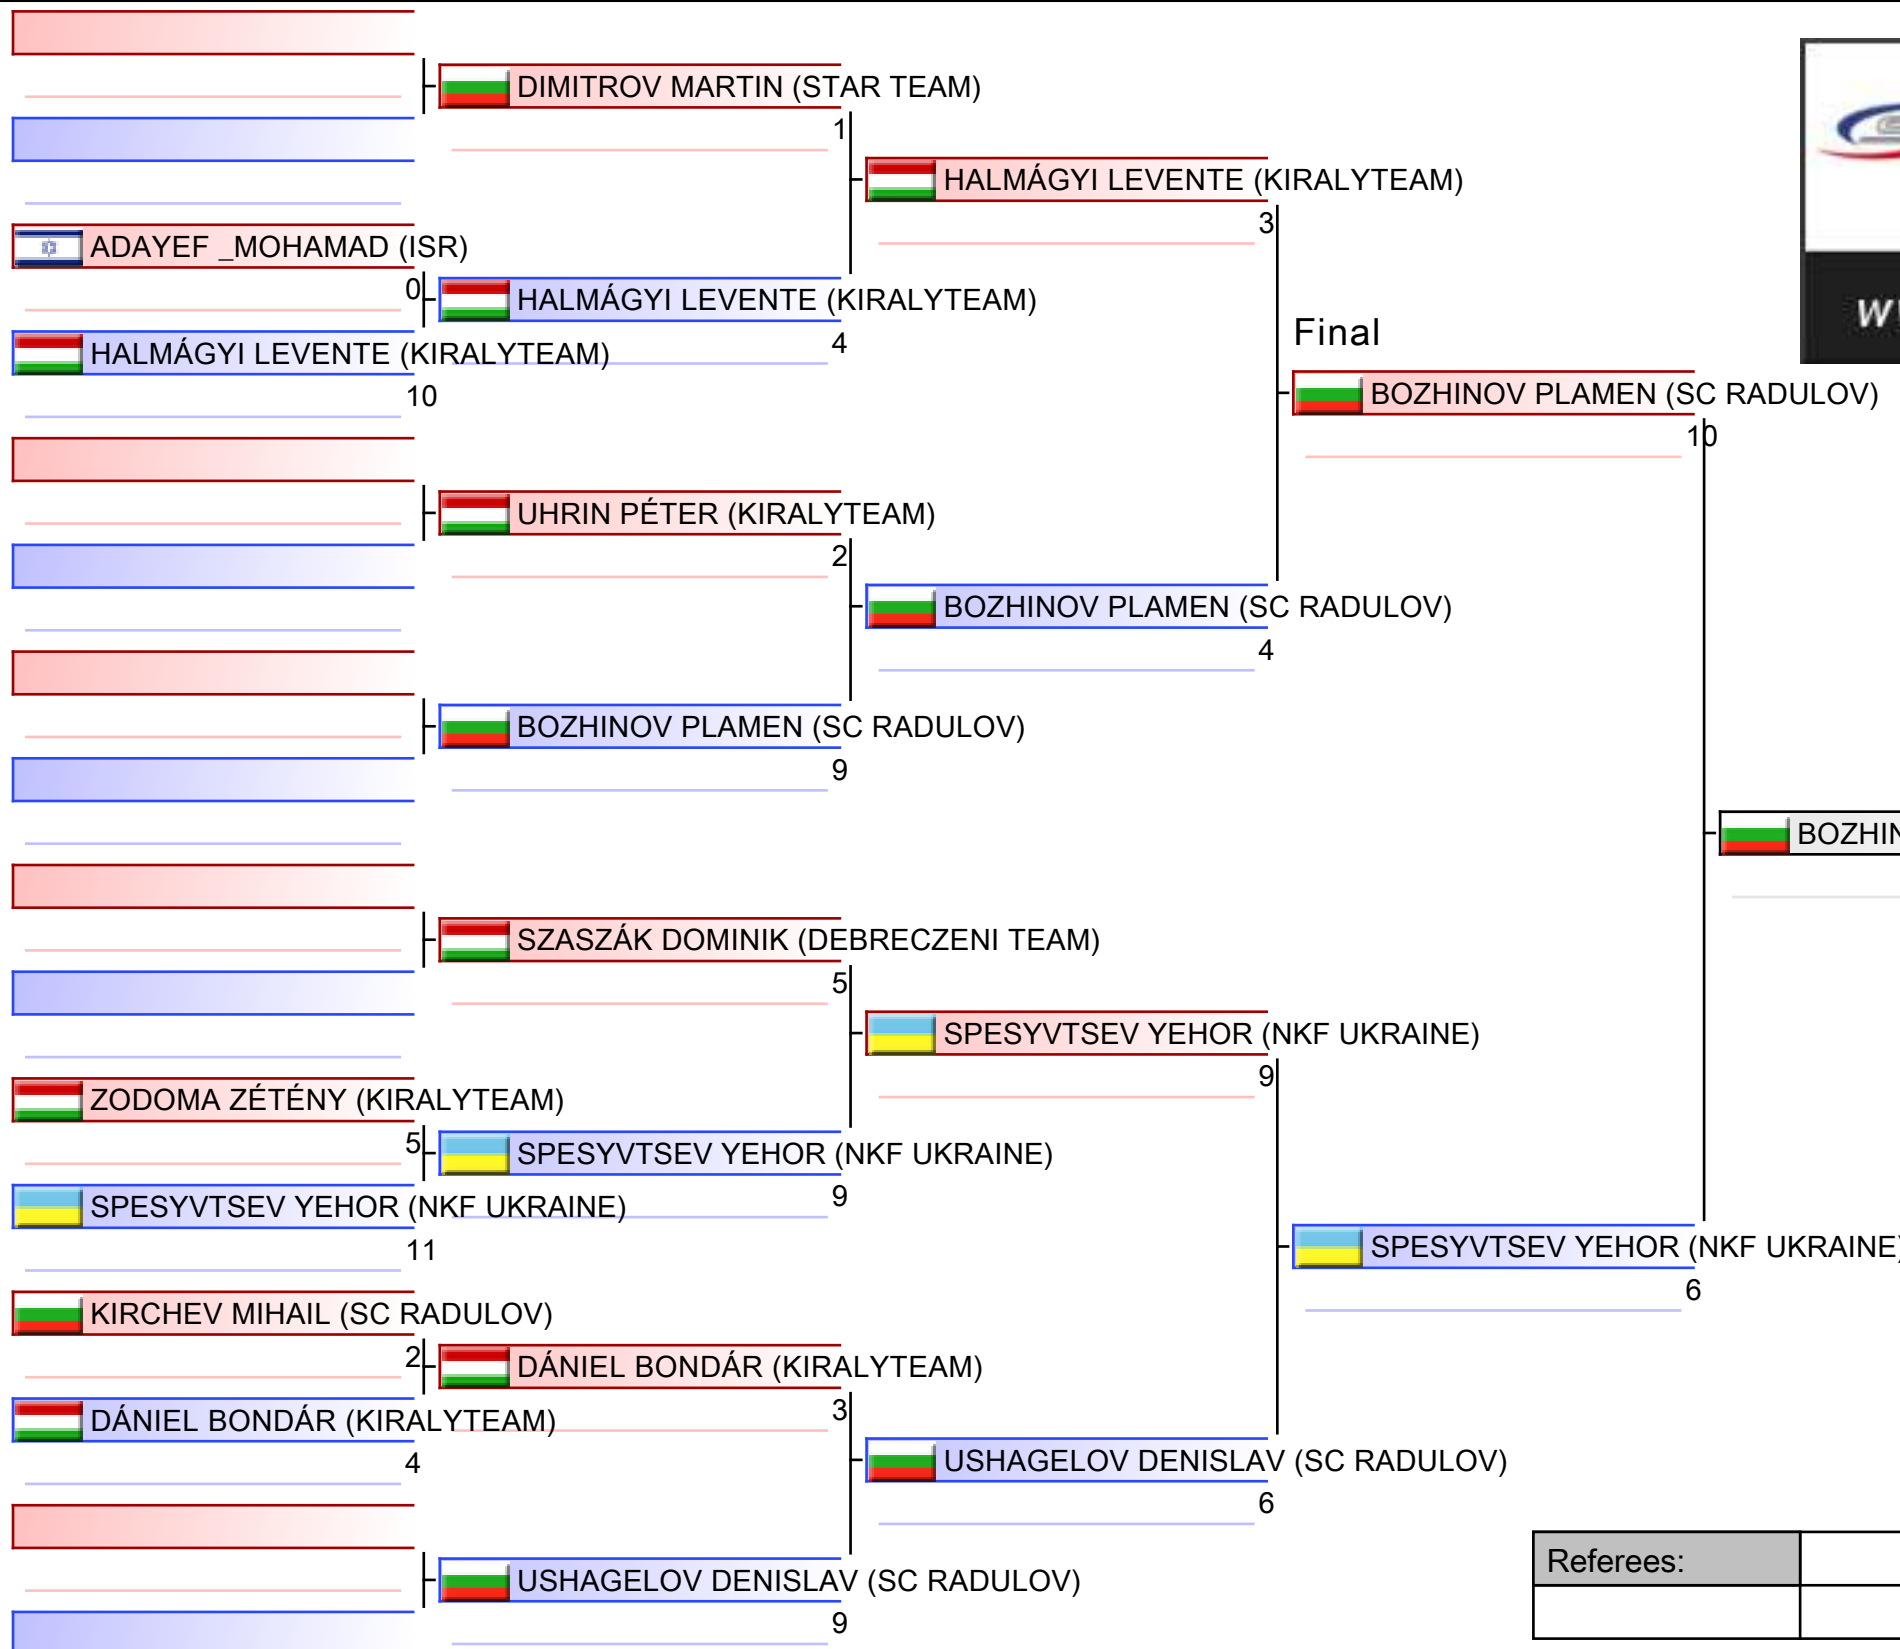 DIMITROV MARTIN (STAR TEAM)
1
HALMÁGYI LEVENTE (KIRALYTEAM)
3
ADAYEF _MOHAMAD (ISR)
0
HALMÁGYI LEVENTE (KIRALYTEAM)
4
HALMÁGYI LEVENTE (KIRALYTEAM)
10
Final
BOZHINOV PLAMEN (SC RADULOV)
10
UHRIN PÉTER (KIRALYTEAM)
2
BOZHINOV PLAMEN (SC RADULOV)
4
BOZHINOV PLAMEN (SC RADULOV)
9
BOZHIN
SZASZÁK DOMINIK (DEBRECZENI TEAM)
5
SPESYVTSEV YEHOR (NKF UKRAINE)
9
ZODOMA ZÉTÉNY (KIRALYTEAM)
5
SPESYVTSEV YEHOR (NKF UKRAINE)
9
SPESYVTSEV YEHOR (NKF UKRAINE)
11
SPESYVTSEV YEHOR (NKF UKRAINE)
6
KIRCHEV MIHAIL (SC RADULOV)
2
DÁNIEL BONDÁR (KIRALYTEAM)
3
DÁNIEL BONDÁR (KIRALYTEAM)
4
USHAGELOV DENISLAV (SC RADULOV)
6
USHAGELOV DENISLAV (SC RADULOV)
9
Referees: